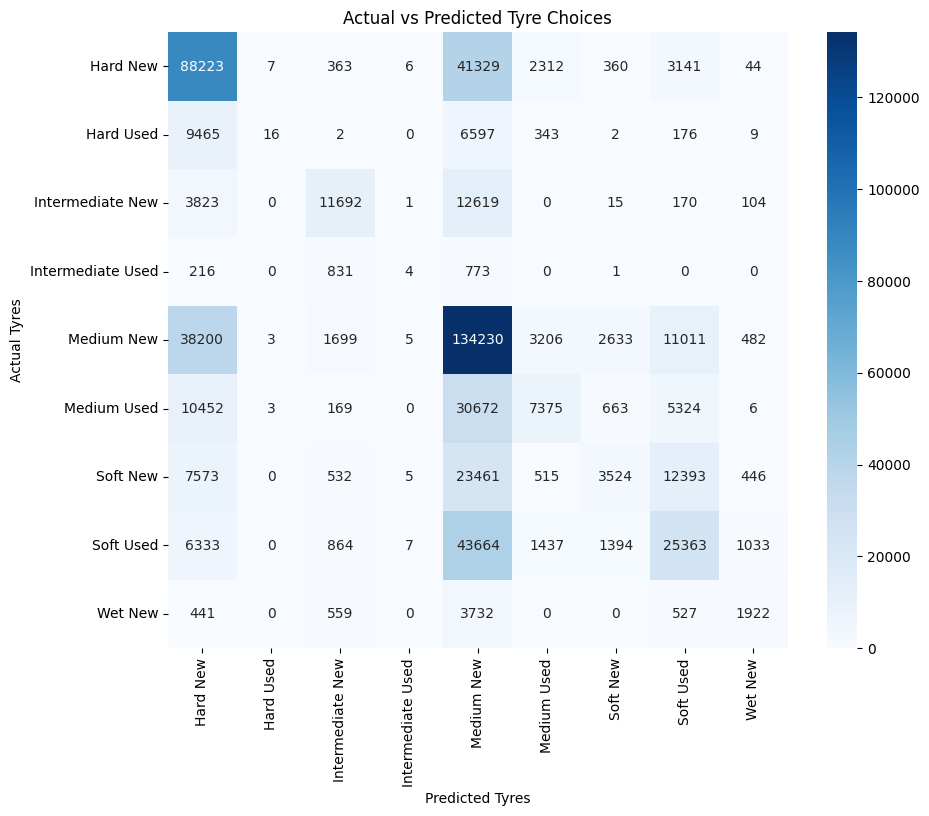 Actual vs Predicted Tyre Choices
Actual Tyres
Hard New 88223 7 363 6 41329 2312 360 3141 44
Hard Used 9465 16 2 0 6597 343 2 176 9
Intermediate New 3823 0 11692 1 12619 0 15 170 104
Intermediate Used 216 0 831 4 773 0 1 0 0
Medium New 38200 3 1699 5 134230 3206 2633 11011 482
Medium Used 10452 3 169 0 30672 7375 663 5324 6
Soft New 7573 0 532 5 23461 515 3524 12393 446
Soft Used 6333 0 864 7 43664 1437 1394 25363 1033
Wet New 441 0 559 0 3732 0 0 527 1922
Hard New
Hard Used
Intermediate New
Intermediate Used
Medium New
Medium Used
Soft New
Soft Used
Wet New
Predicted Tyres
120000
100000
80000
60000
40000
20000
0